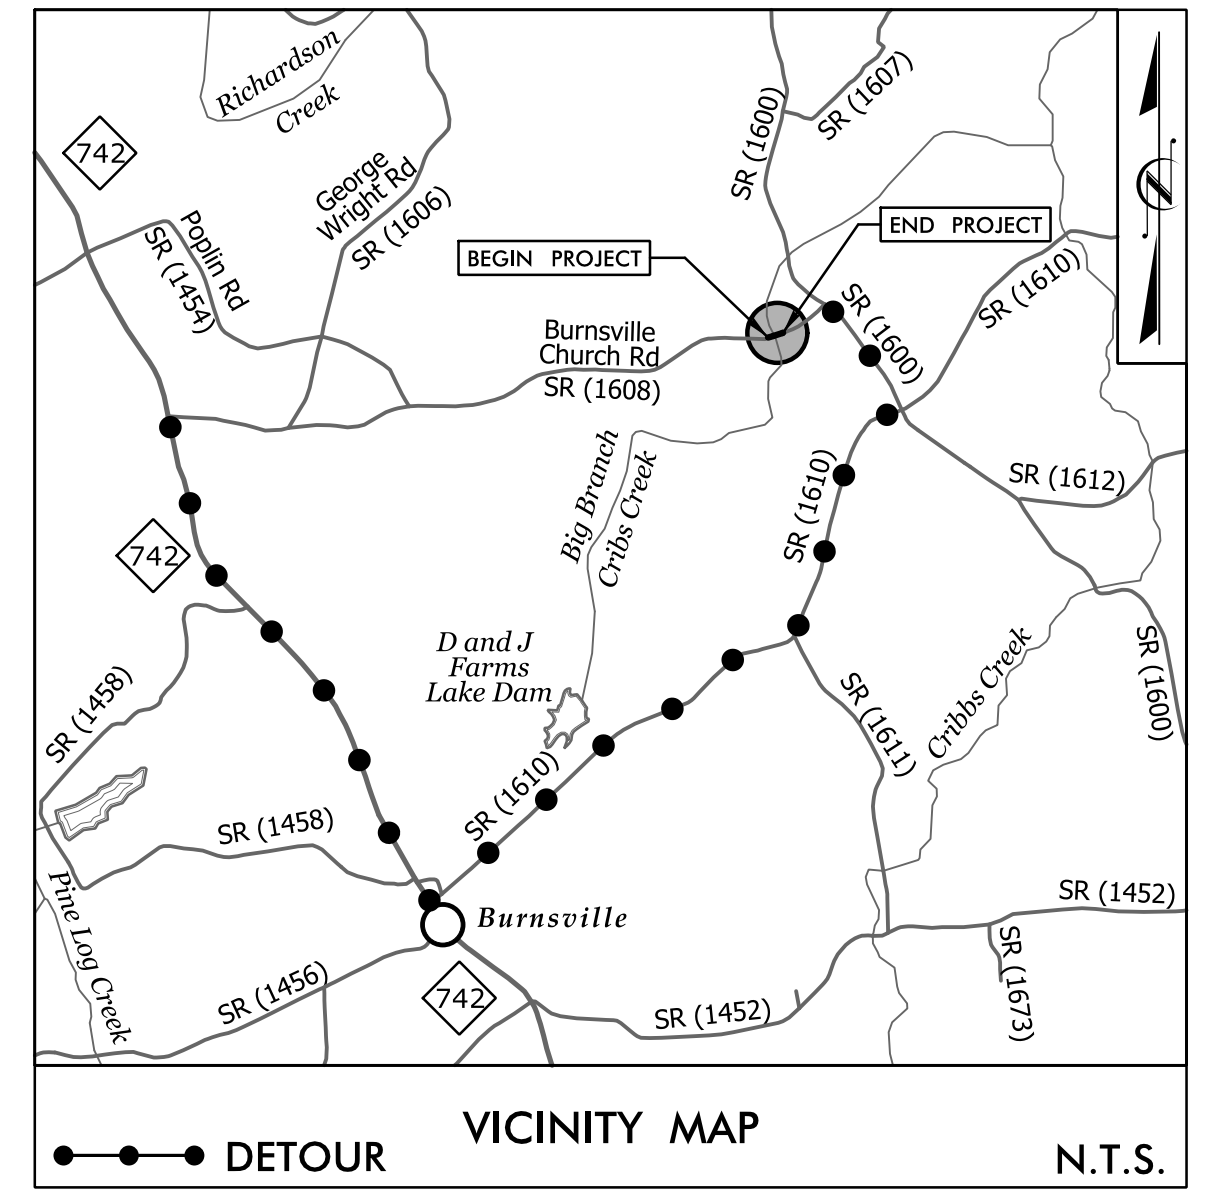 Richardson
Creek
742
SR (1600)
SR (1607)
George
Wright Rd
SR (1606)
Poplin Rd
SR (1454)
END PROJECT
BEGIN PROJECT
N
SR (1610)
SR (1600)
Burnsville
Church Rd
SR (1608)
Big Branch
Cribs Creek
SR (1610)
SR (1612)
742
D and J
Farms
Lake Dam
SR (1458)
SR (1611)
Cribbs Creek
SR (1600)
SR (1610)
SR (1458)
Pine Log Creek
Burnsville
SR (1452)
SR (1673)
SR (1456)
742
SR (1452)
VICINITY MAP
DETOUR
N.T.S.